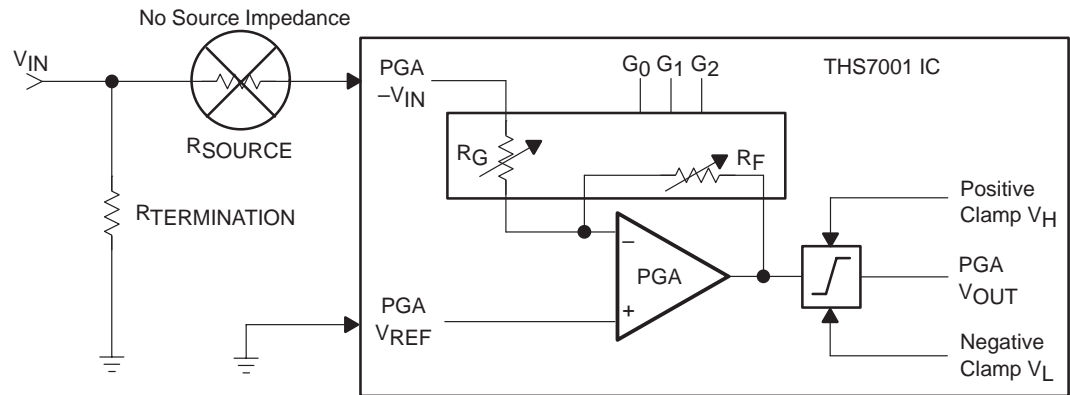 No Source Impedance
VIN
RSOURCE
RTERMINATION
PGA
–VIN
G0 G1 G2
THS7001 IC
RG
RF
–
PGA
+
PGA
VREF
Positive
Clamp VH
PGA
VOUT
Negative
Clamp VL